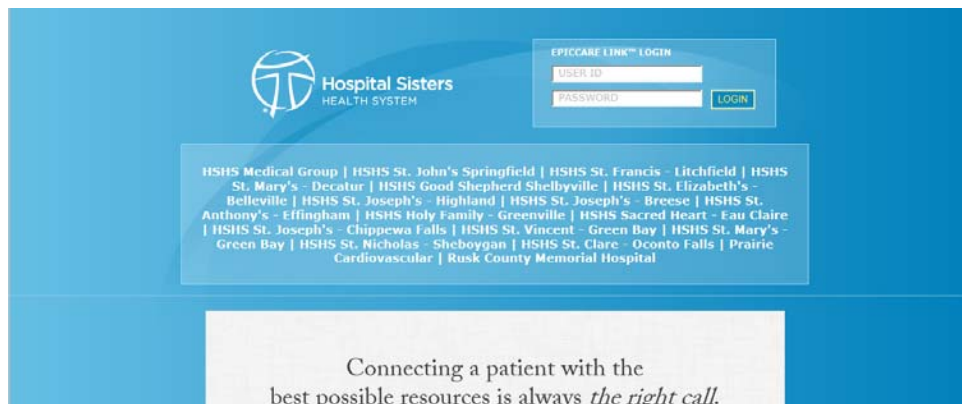 EPICCARE LINK™ LOGIN
USER ID
PASSWORD
LOGIN
Hospital Sisters
HEALTH SYSTEM
HSHS Medical Group | HSHS St. John's Springfield | HSHS St. Francis - Litchfield | HSHS
St. Mary's - Decatur | HSHS Good Shepherd Shelbyville | HSHS St. Elizabeth's -
Belleville | HSHS St. Joseph's - Highland | HSHS St. Joseph's - Breese | HSHS St.
Anthony's - Effingham | HSHS Holy Family - Greenville | HSHS Sacred Heart - Eau Claire
| HSHS St. Joseph's - Chippewa Falls | HSHS St. Vincent - Green Bay | HSHS St. Mary's -
Green Bay | HSHS St. Nicholas - Sheboygan | HSHS St. Clare - Oconto Falls | Prairie
Cardiovascular | Rusk County Memorial Hospital
Connecting a patient with the
best possible resources is always the right call.